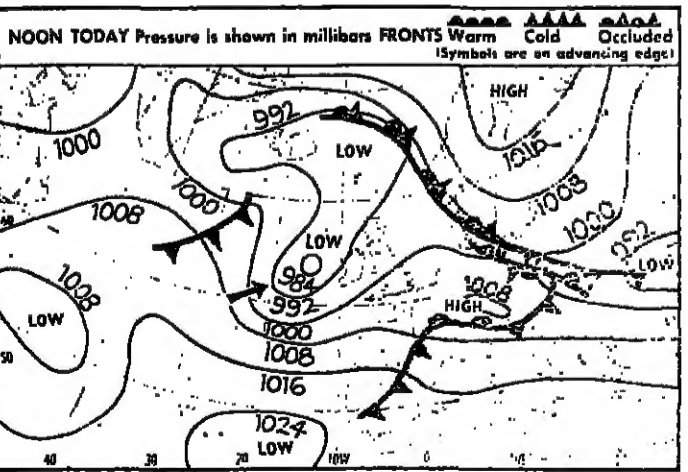 NOON TODAY Pressure is shown in millibars FRONTS Warm Cold Occluded
(Symbols are on advancing edge)
HIGH
992
1000
LOW
1016
1008
1000
1008
1000
992
LOW
LOW
984
1008
1008
HIGH
992
LOW
1000
50
1008
1016
1024
LOW
40
30
20
10W
0